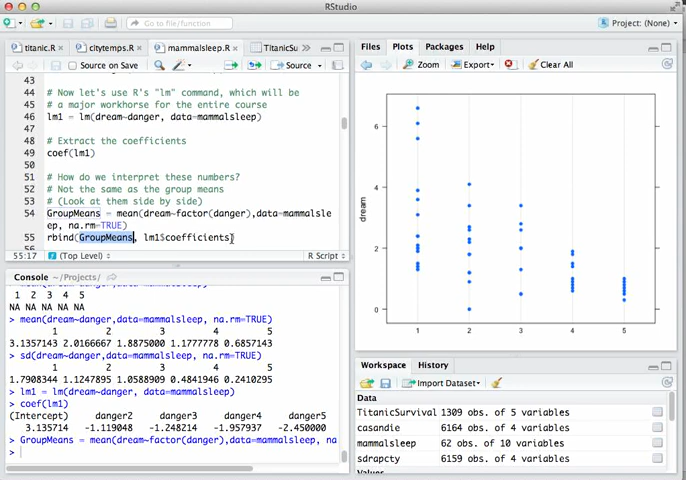 RStudio
Go to file/function
Project: (None)
titanic.R
citytemps.R
mammalsleep.R
TitanicSu
Source on Save
Source
43
44 # Now let's use R's "lm" command, which will be
45 # a major workhorse for the entire course
46 lm1 = lm(dream~danger, data=mammalsleep)
47
48 # Extract the coefficients
49 coef(lm1)
50
51 # How do we interpret these numbers?
52 # Not the same as the group means
53 # (Look at them side by side)
54 GroupMeans = mean(dream~factor(danger),data=mammalsle
ep, na.rm=TRUE)
55 rbind(GroupMeans, lm1$coefficients)
55:17
(Top Level)
R Script
Console ~/Projects/
1 2 3 4 5
NA NA NA NA NA
> mean(dream~danger,data=mammalsleep, na.rm=TRUE)
1 2 3 4 5
3.1357143 2.0166667 1.8875000 1.1777778 0.6857143
> sd(dream~danger,data=mammalsleep, na.rm=TRUE)
1 2 3 4 5
1.7908344 1.1247895 1.0588909 0.4841946 0.2410295
> lm1 = lm(dream~danger, data=mammalsleep)
> coef(lm1)
(Intercept) danger2 danger3 danger4 danger5
3.135714 -1.119048 -1.248214 -1.957937 -2.450000
> GroupMeans = mean(dream~factor(danger),data=mammalsleep, na
>
Files Plots Packages Help
Zoom Export Clear All
dream
6
4
2
0
1 2 3 4 5
Workspace History
Import Dataset
Data
TitanicSurvival 1309 obs. of 5 variables
casandie 6164 obs. of 4 variables
mammalsleep 62 obs. of 10 variables
sdrapcty 6159 obs. of 4 variables
Values